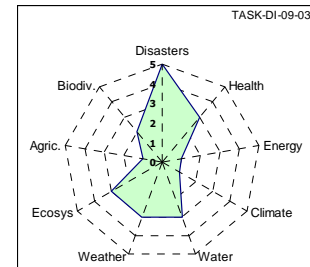 TASK-DI-09-03
Disasters
5
Biodiv.
Health
4
3
2
Agric.
Energy
1
0
Ecosys
Climate
Weather
Water